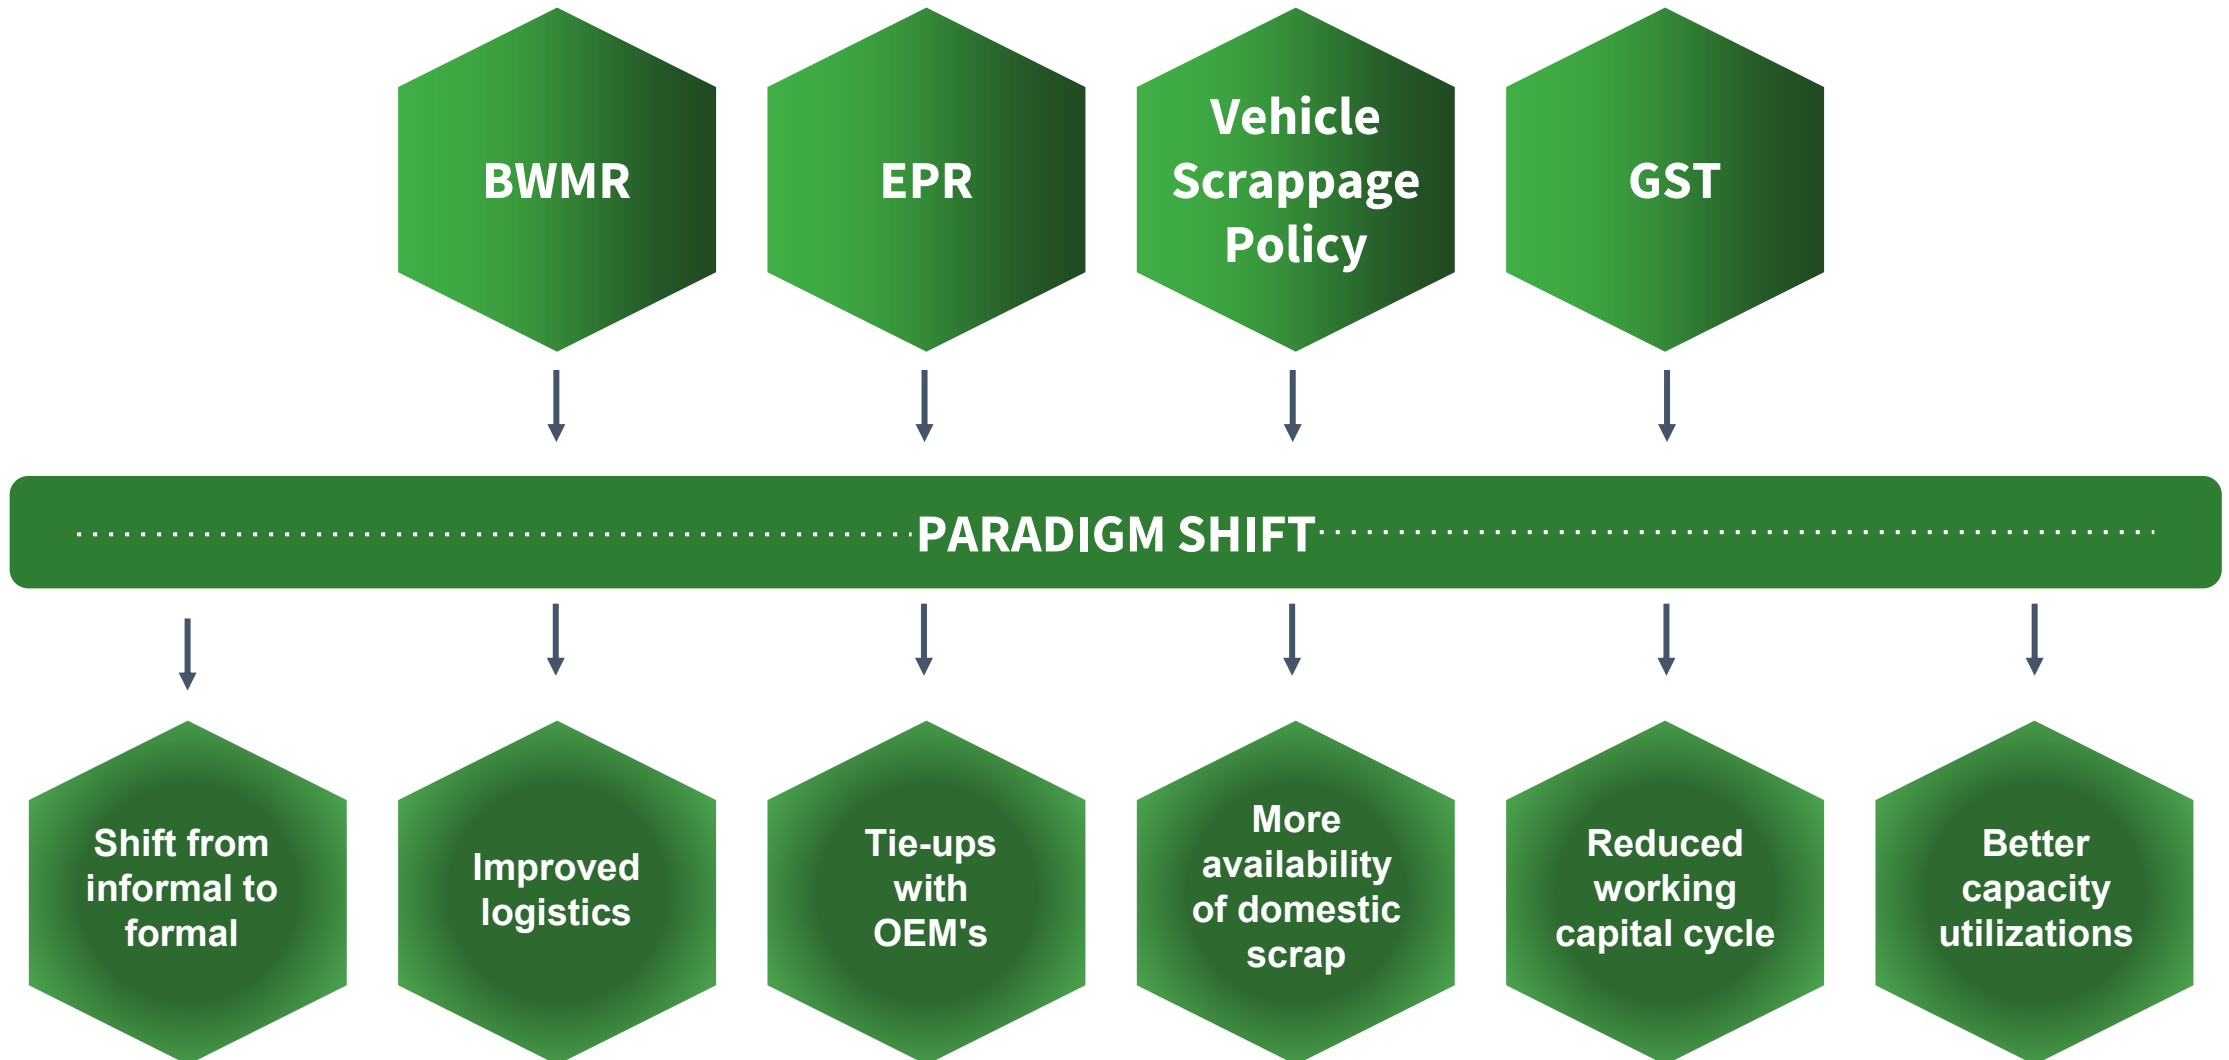 BWMR
EPR
Vehicle
Scrappage
Policy
GST
PARADIGM SHIFT
Shift from
informal to
formal
Improved
logistics
Tie-ups
with
OEM's
More
availability
of domestic
scrap
Reduced
working
capital cycle
Better
capacity
utilizations